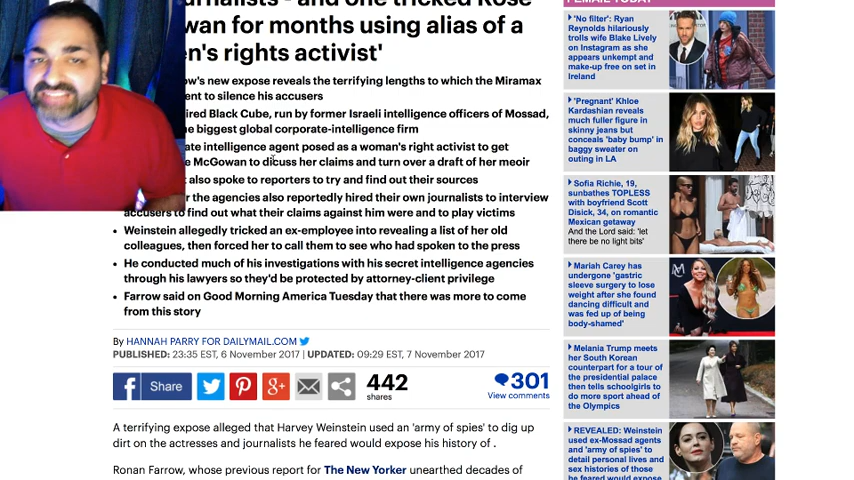 urnalists - and one tricked Rose
wan for months using alias of a
en's rights activist'
ow's new expose reveals the terrifying lengths to which the Miramax
ent to silence his accusers
ired Black Cube, run by former Israeli intelligence officers of Mossad,
he biggest global corporate-intelligence firm
ate intelligence agent posed as a woman's right activist to get
e McGowan to dicuss her claims and turn over a draft of her meoir
also spoke to reporters to try and find out their sources
r the agencies also reportedly hired their own journalists to interview
accusers to find out what their claims against him were and to play victims
Weinstein allegedly tricked an ex-employee into revealing a list of her old
colleagues, then forced her to call them to see who had spoken to the press
He conducted much of his investigations with his secret intelligence agencies
through his lawyers so they'd be protected by attorney-client privilege
Farrow said on Good Morning America Tuesday that there was more to come
from this story
By HANNAH PARRY FOR DAILYMAIL.COM
PUBLISHED: 23:35 EST, 6 November 2017 | UPDATED: 09:29 EST, 7 November 2017
Share
442
shares
301
View comments
A terrifying expose alleged that Harvey Weinstein used an 'army of spies' to dig up
dirt on the actresses and journalists he feared would expose his history of .
Ronan Farrow, whose previous report for The New Yorker unearthed decades of
FEMAIL TODAY
'No filter': Ryan
Reynolds hilariously
trolls wife Blake Lively
on Instagram as she
appears unkempt and
make-up free on set in
Ireland
'Pregnant' Khloe
Kardashian reveals
much fuller figure in
skinny jeans but
conceals 'baby bump' in
baggy sweater on
outing in LA
Sofia Richie, 19,
sunbathes TOPLESS
with boyfriend Scott
Disick, 34, on romantic
Mexican getaway
And the Lord said: 'let
there be no light bits'
Mariah Carey has
undergone 'gastric
sleeve surgery to lose
weight after she found
dancing difficult and
was fed up of being
body-shamed'
Melania Trump meets
her South Korean
counterpart for a tour of
the presidential palace
then tells schoolgirls to
do more sport ahead of
the Olympics
REVEALED: Weinstein
used ex-Mossad agents
and 'army of spies' to
detail personal lives and
sex histories of those
he feared would expose